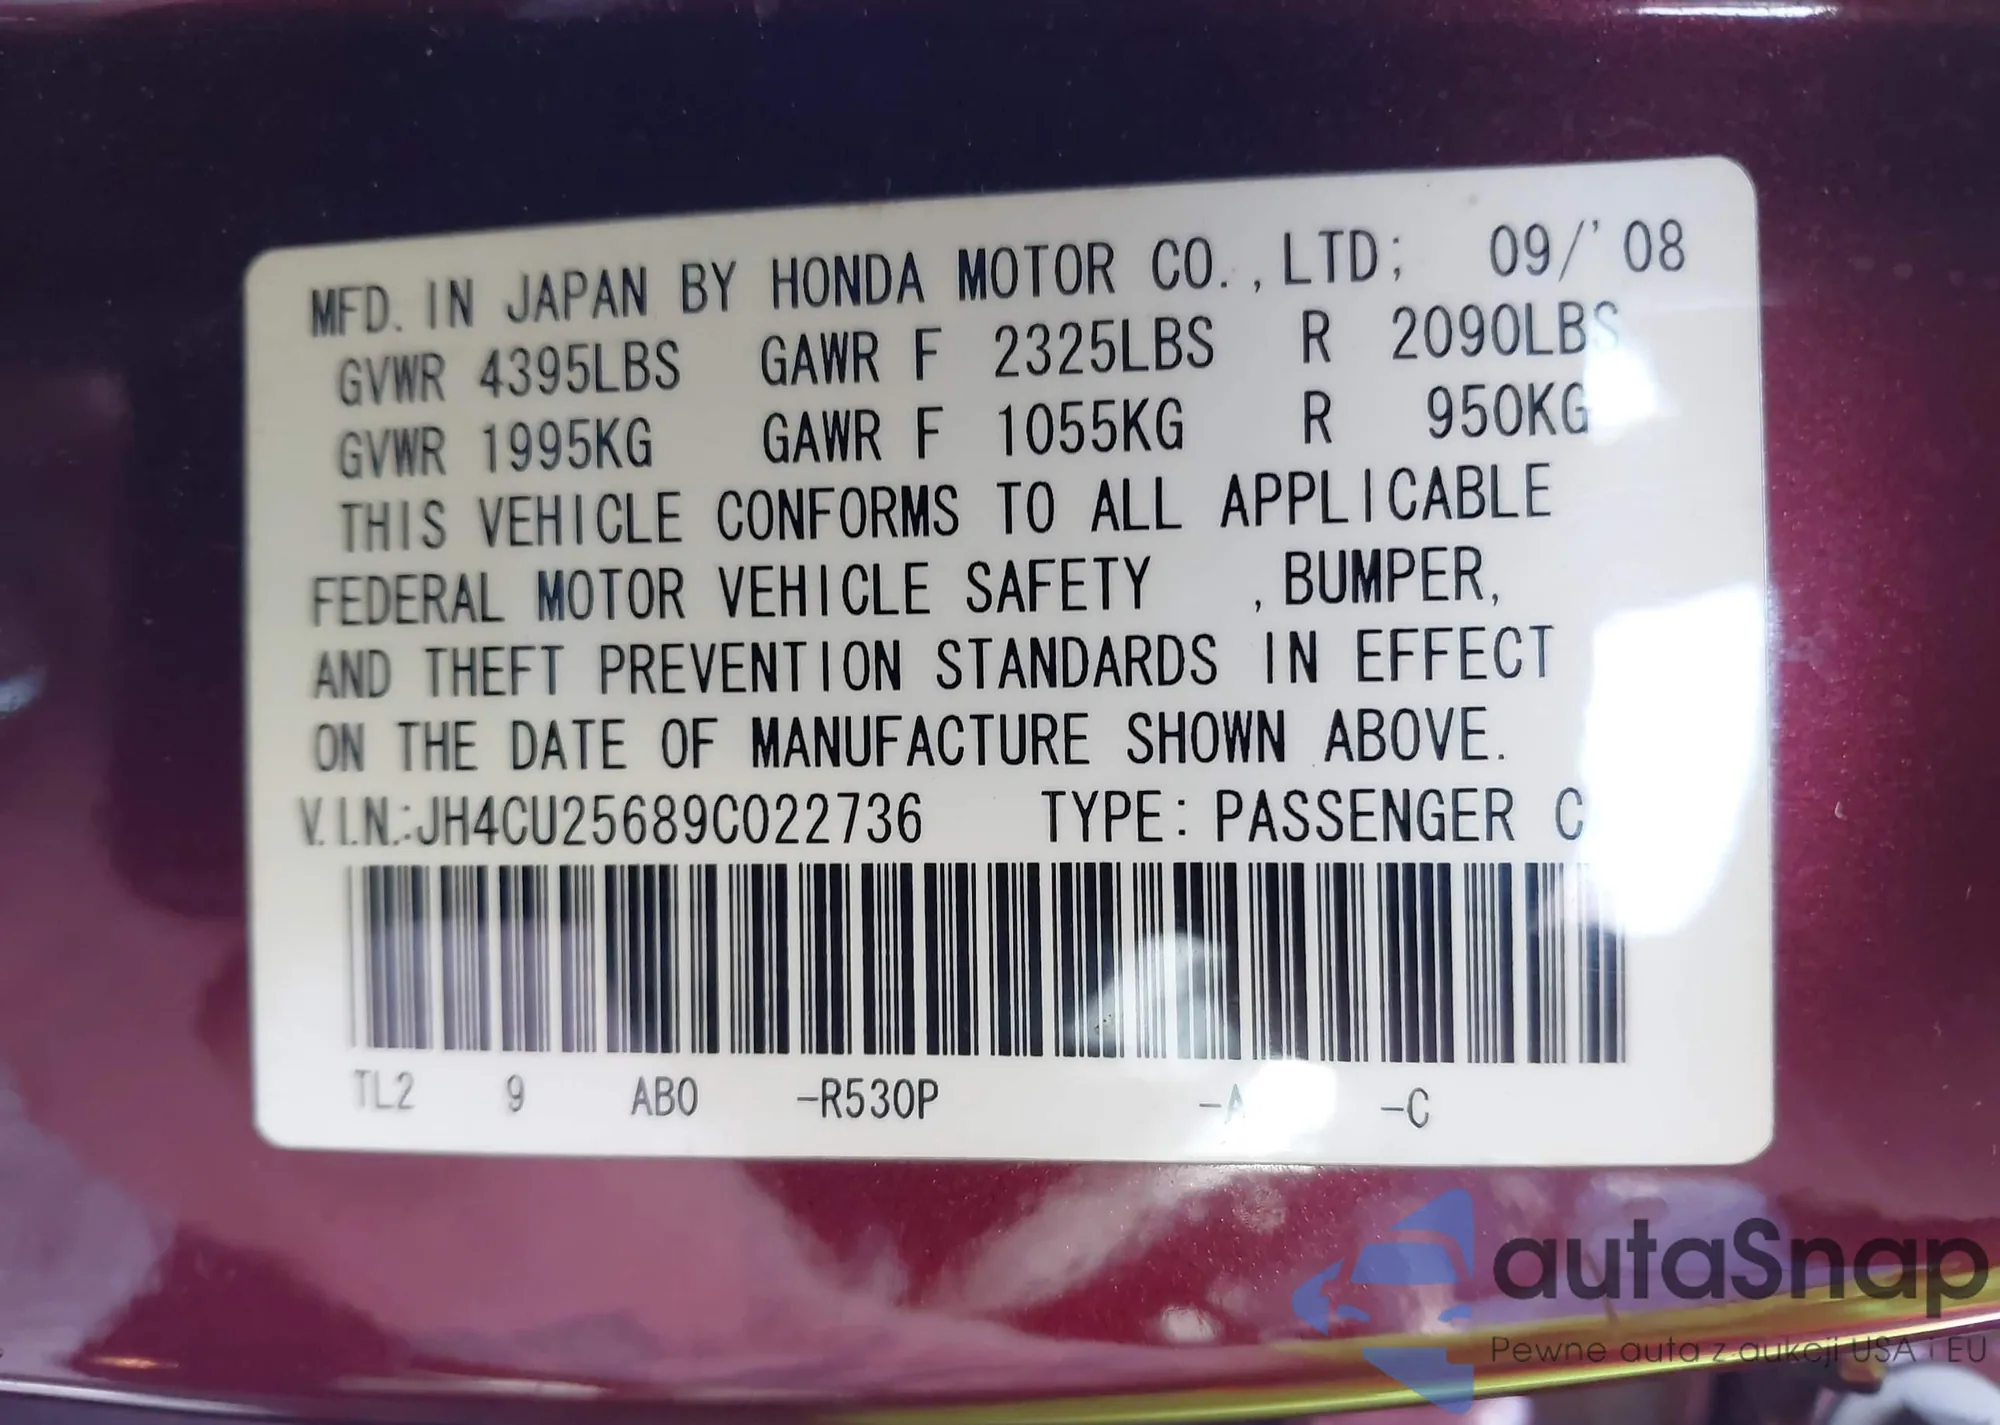 MFD. IN JAPAN BY HONDA MOTOR CO.,LTD; 09/'08
GVWR 4395LBS GAWR F 2325LBS R 2090LBS
GVWR 1995KG GAWR F 1055KG R 950KG
THIS VEHICLE CONFORMS TO ALL APPLICABLE
FEDERAL MOTOR VEHICLE SAFETY ,BUMPER,
AND THEFT PREVENTION STANDARDS IN EFFECT
ON THE DATE OF MANUFACTURE SHOWN ABOVE.
V.I.N.:JH4CU25689C022736 TYPE: PASSENGER C
TL2 9 AB0 -R530P -A -C
autaSnap
Pewne auta z aukcji USA i EU